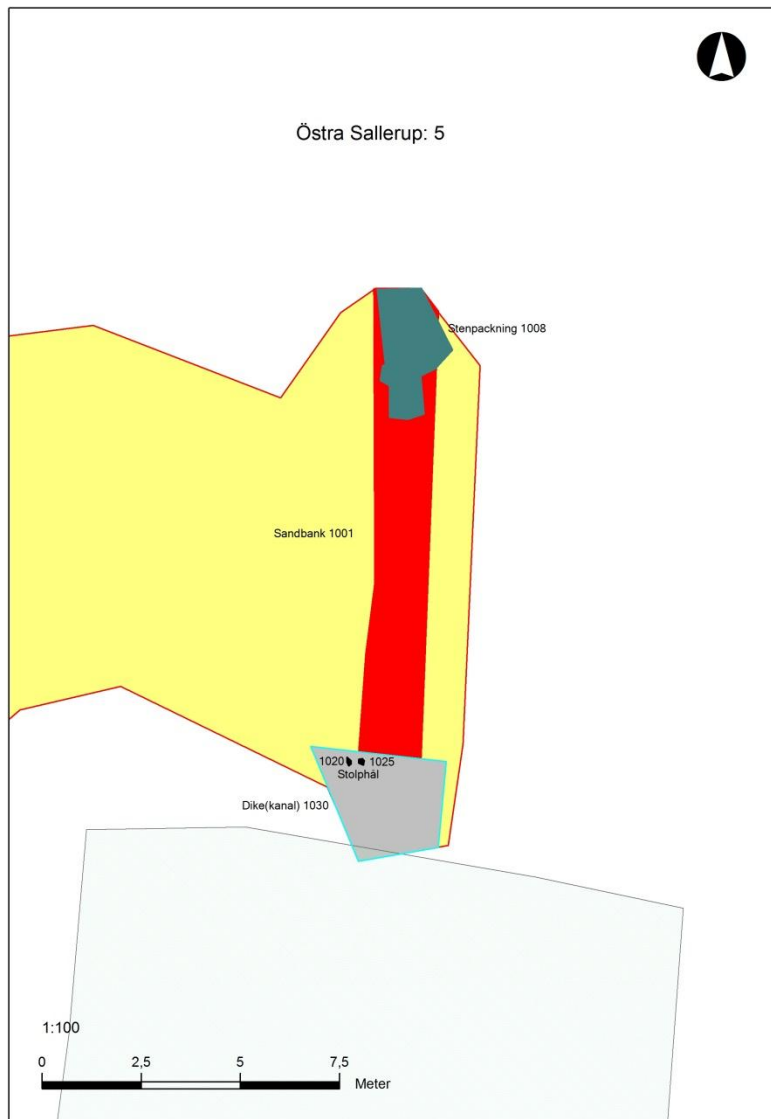 Östra Sallerup: 5
Stenpackning 1008
Sandbank 1001
1020 1025
Stolphål
Dike(kanal) 1030
1:100
0 2,5 5 7,5
Meter